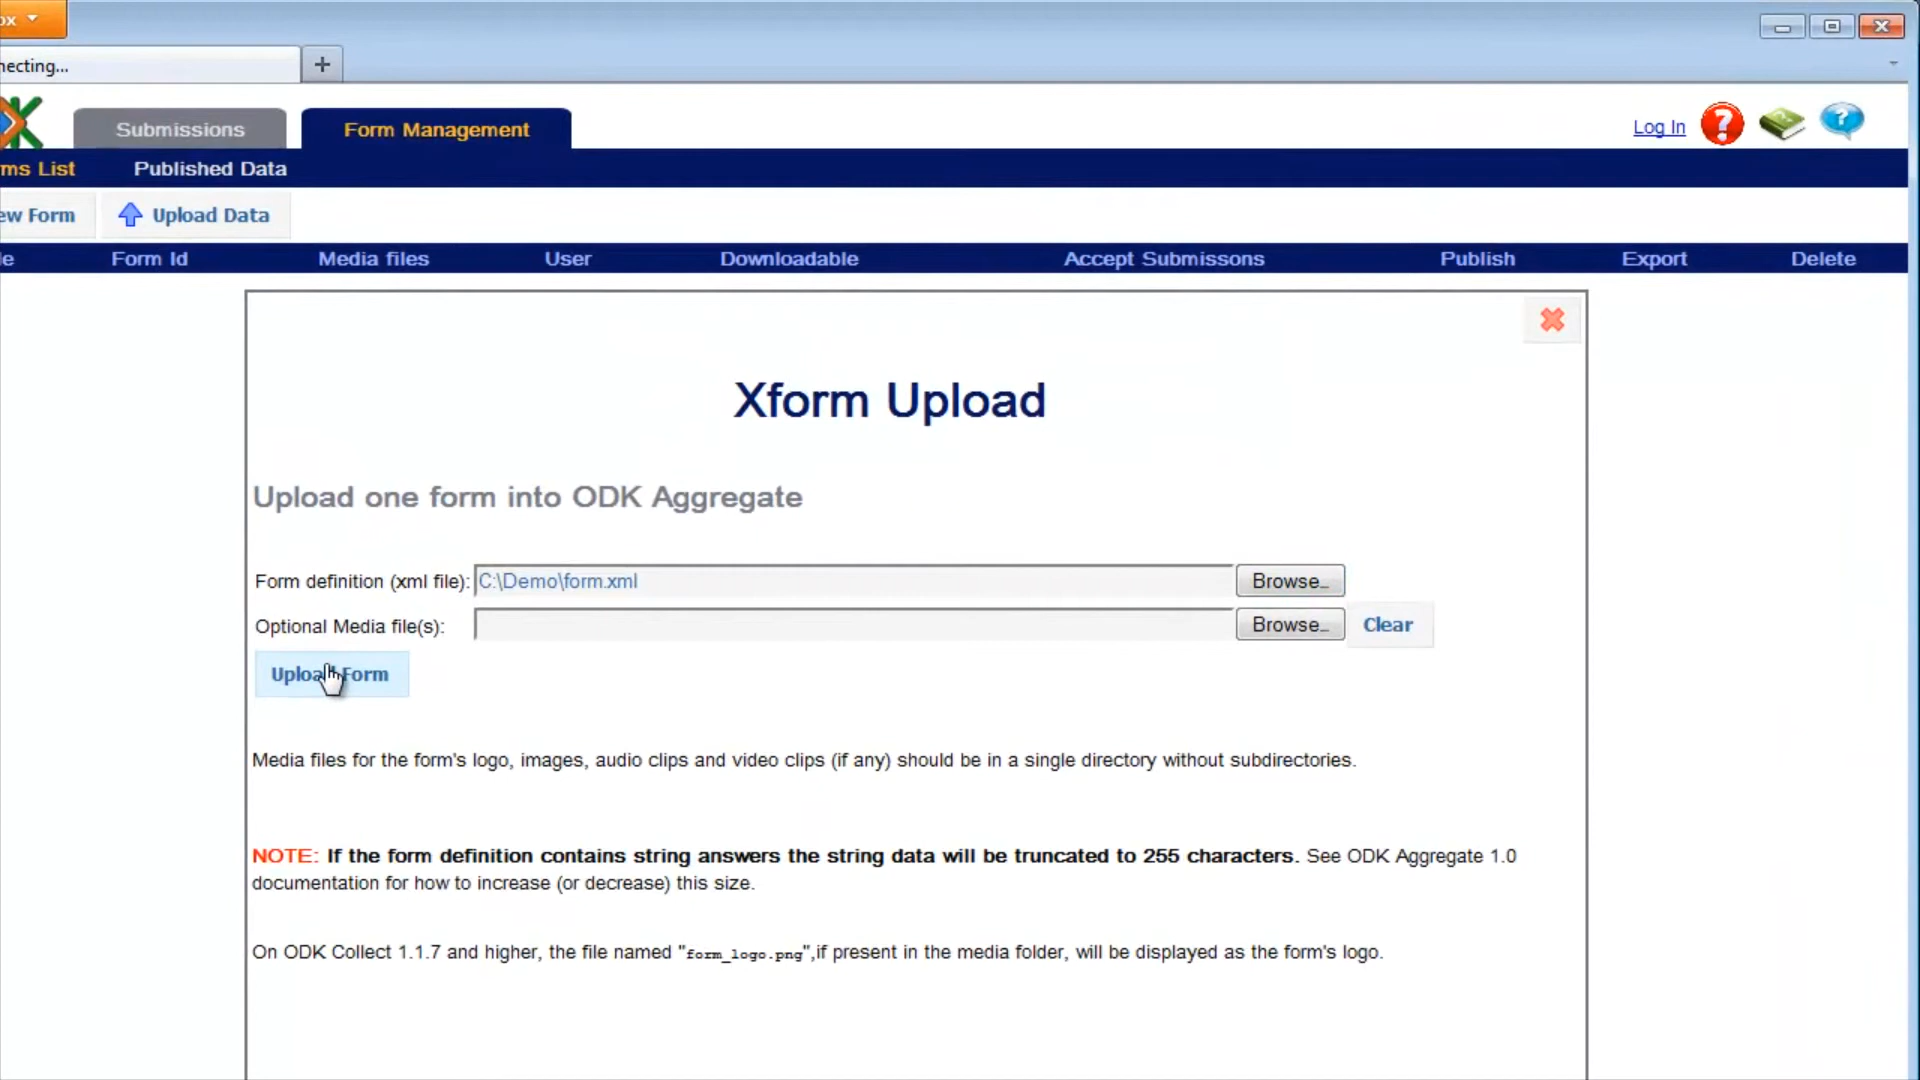 ox
necting...
Submissions
Form Management
Log In
ms List
Published Data
ew Form
Upload Data
le
Form Id
Media files
User
Downloadable
Accept Submissons
Publish
Export
Delete
Xform Upload
Upload one form into ODK Aggregate
Form definition (xml file):
C:\Demo\form.xml
Browse...
Optional Media file(s):
Browse...
Clear
Upload Form
Media files for the form's logo, images, audio clips and video clips (if any) should be in a single directory without subdirectories.
NOTE: If the form definition contains string answers the string data will be truncated to 255 characters. See ODK Aggregate 1.0
documentation for how to increase (or decrease) this size.
On ODK Collect 1.1.7 and higher, the file named "form_logo.png",if present in the media folder, will be displayed as the form's logo.